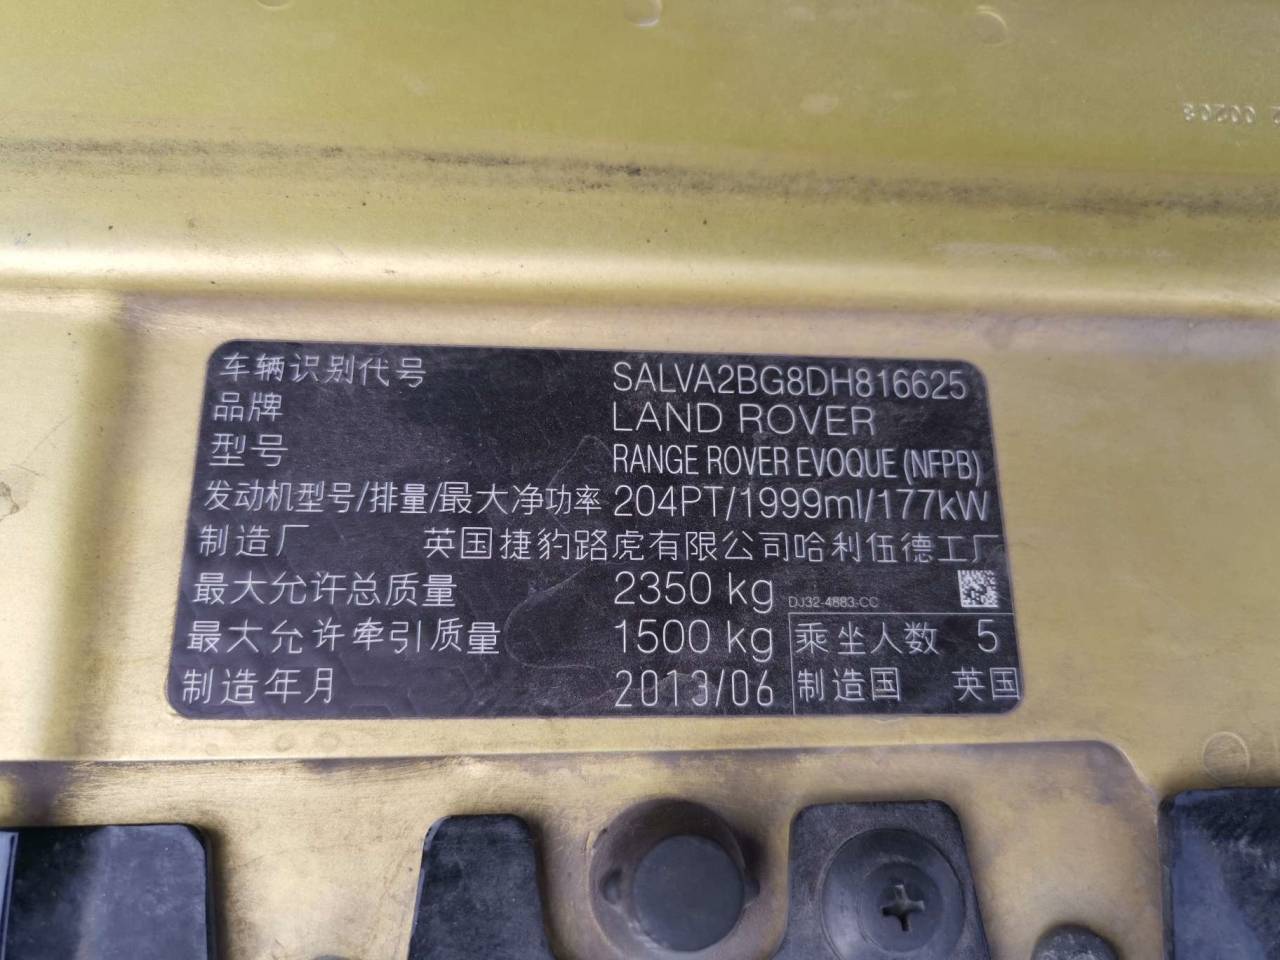 车辆识别代号 SALVA2BG8DH816625
品牌 LAND ROVER
型号 RANGE ROVER EVOQUE (NFPB)
发动机型号/排量/最大净功率 204PT/1999ml/177kW
制造厂 英国捷豹路虎有限公司哈利伍德工厂
最大允许总质量 2350 kg DJ32-4883-CC
最大允许牵引质量 1500 kg 乘坐人数 5
制造年月 2013/06 制造国 英国